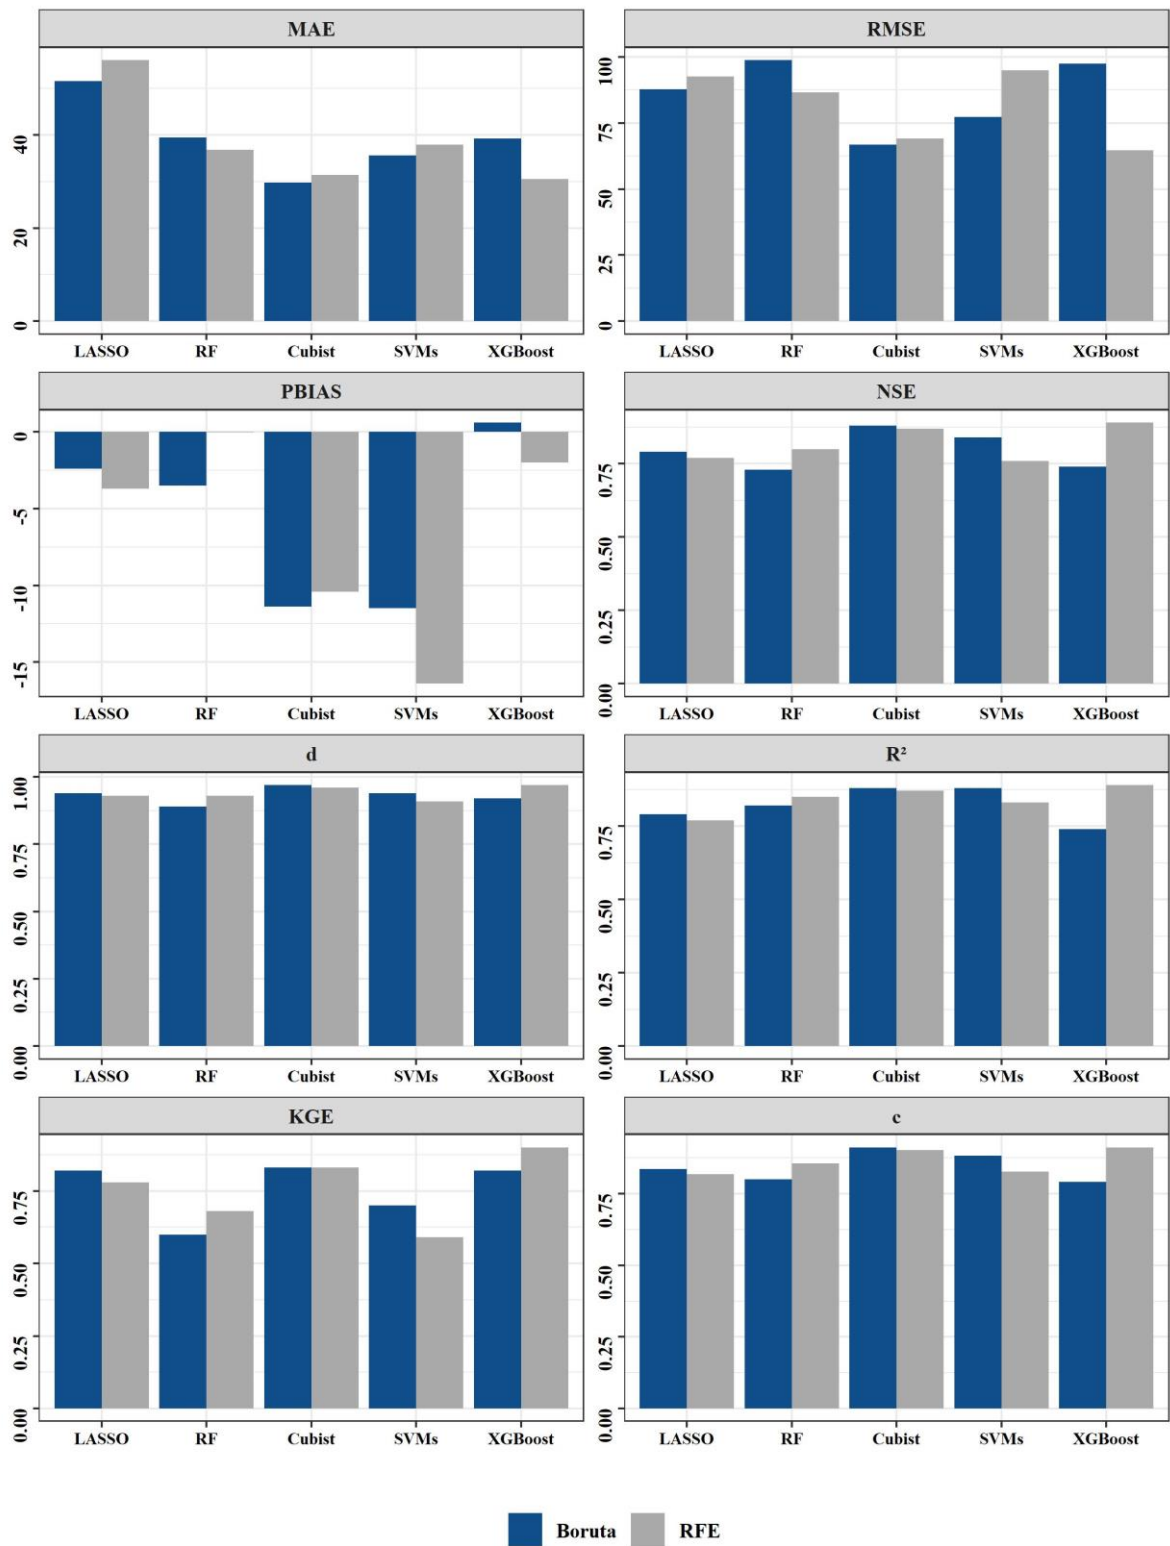 MAE
RMSE
40
20
0
100
75
50
25
0
LASSO RF Cubist SVMs XGBoost
LASSO RF Cubist SVMs XGBoost
PBIAS
NSE
0
-5
-10
-15
0.75
0.50
0.25
0.00
LASSO RF Cubist SVMs XGBoost
LASSO RF Cubist SVMs XGBoost
d
R²
1.00
0.75
0.50
0.25
0.00
0.75
0.50
0.25
0.00
LASSO RF Cubist SVMs XGBoost
LASSO RF Cubist SVMs XGBoost
KGE
c
0.75
0.50
0.25
0.00
0.75
0.50
0.25
0.00
LASSO RF Cubist SVMs XGBoost
LASSO RF Cubist SVMs XGBoost
Boruta RFE